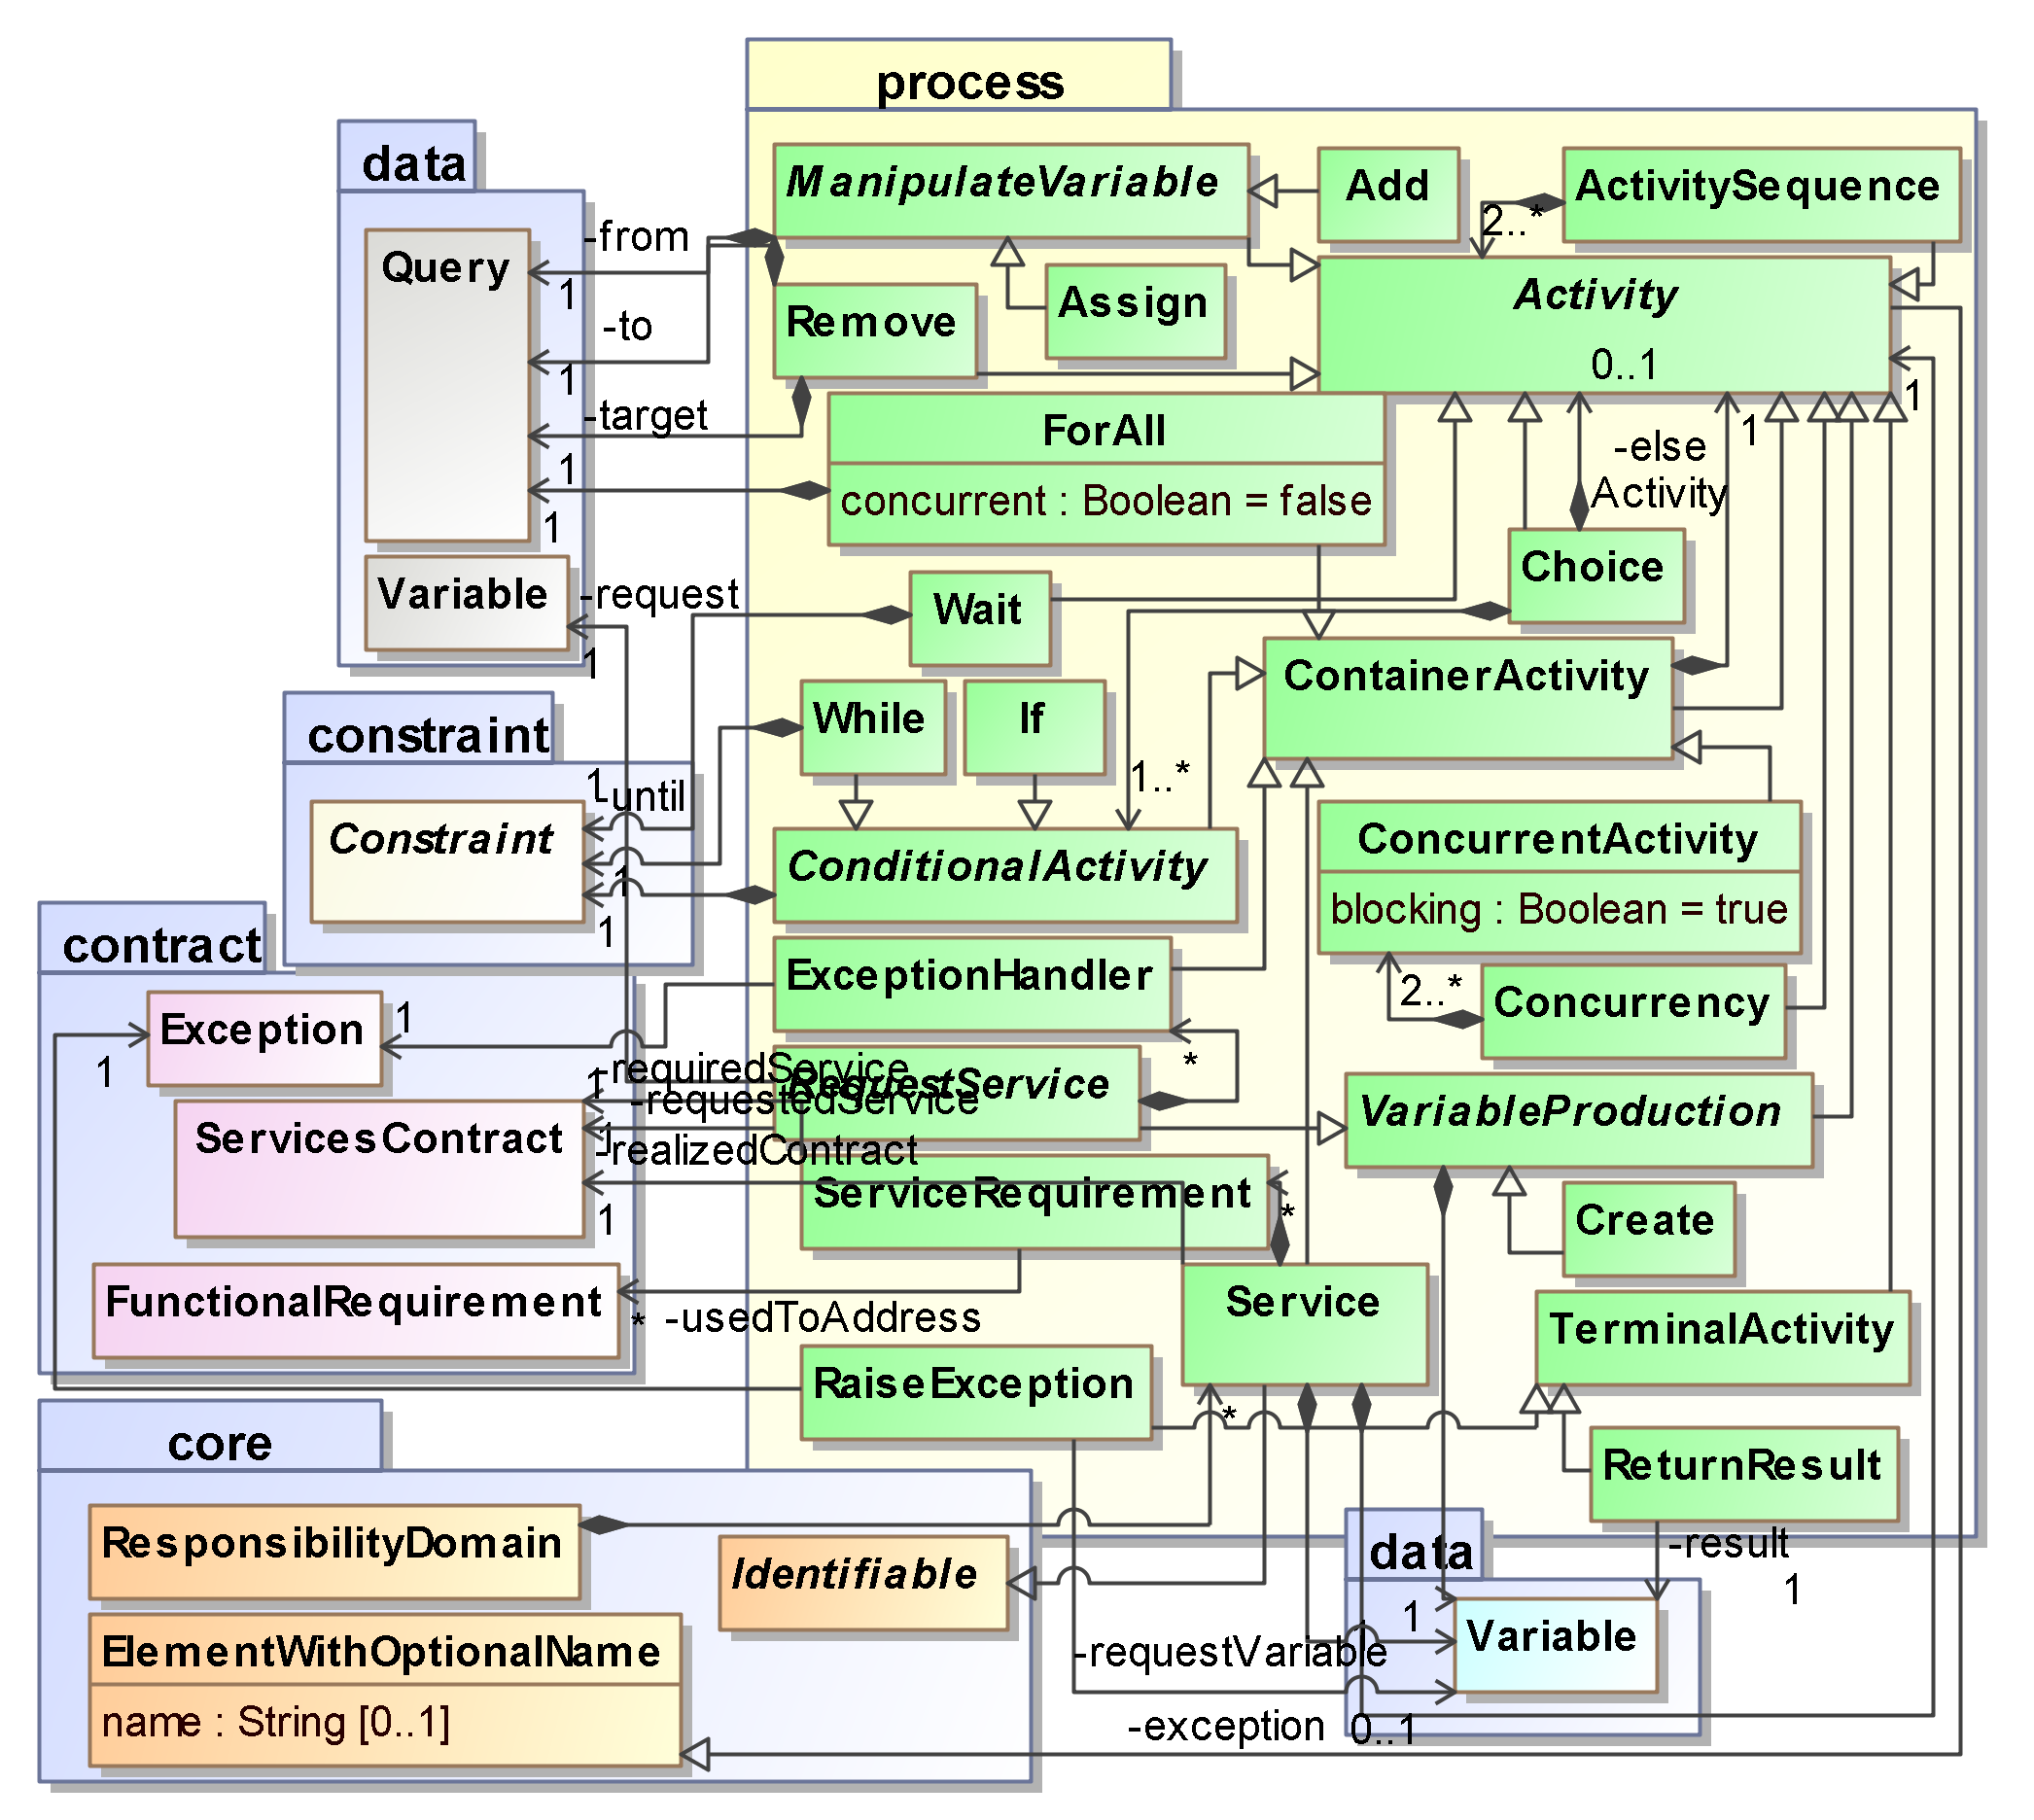 process
data
ManipulateVariable
Add
ActivitySequence
-from
2..*
Query
1
Activity
Assign
Remove
-to
0..1
1
1
-target
ForAll
-else
Activity
1
1
concurrent : Boolean = false
1
Choice
Variable
-request
Wait
1
ContainerActivity
While
If
constraint
1
-until
1..*
Constraint
ConditionalActivity
ConcurrentActivity
1
blocking : Boolean = true
1
contract
ExceptionHandler
2..*
Concurrency
Exception
1
1
-requiredService
*
RequestService
1
-requestedService
VariableProduction
ServicesContract
1
-realizedContract
ServiceRequirement
*
1
Create
FunctionalRequirement
* -usedToAddress
Service
TerminalActivity
RaiseException
*
core
ReturnResult
ResponsibilityDomain
-result
data
Identifiable
1
1
1
ElementWithOptionalName
-requestVariable
Variable
name : String [0..1]
-exception
0..1